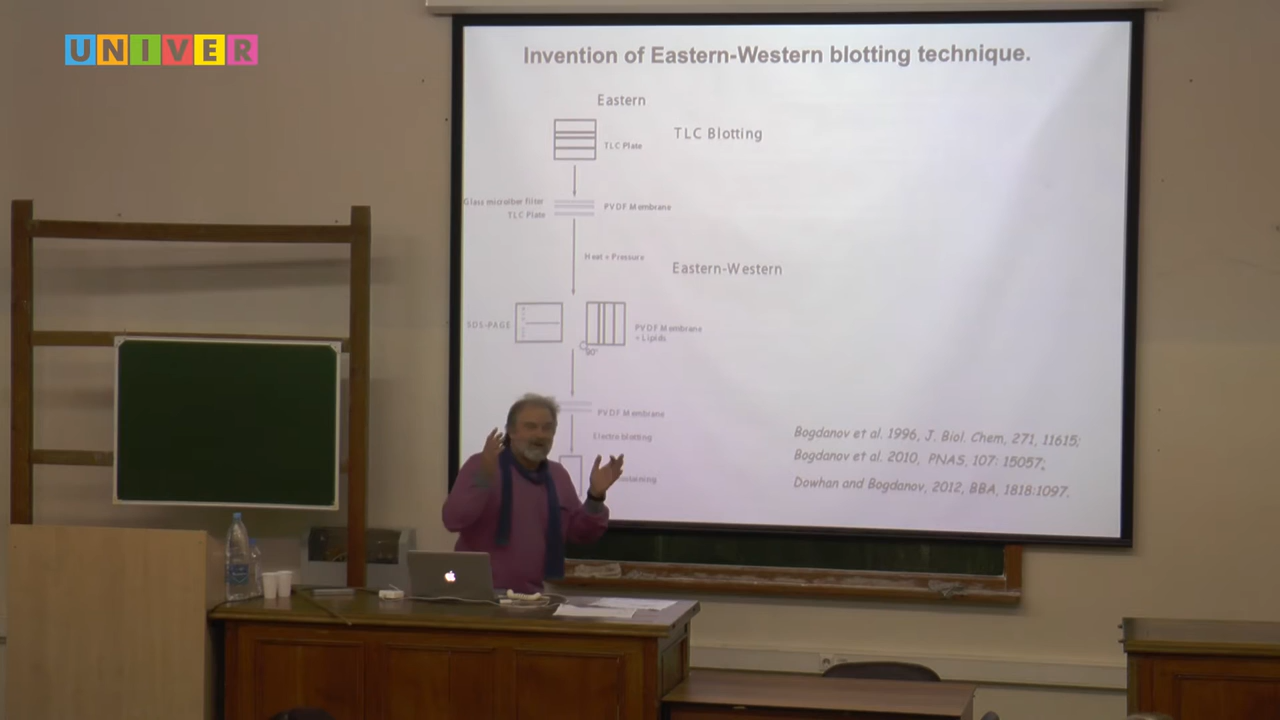 UNIVER
Invention of Eastern-Western blotting technique.
Eastern
TLC Blotting
TLC Plate
Glass microfiber filter
TLC Plate
PVDF Membrane
Heat + Pressure
Eastern-Western
SDS-PAGE
PVDF Membrane
+ Lipids
90°
PVDF Membrane
Electro blotting
Bogdanov et al. 1996, J. Biol. Chem, 271, 11615;
Bogdanov et al. 2010, PNAS, 107: 15057;
Dowhan and Bogdanov, 2012, BBA, 1818:1097.